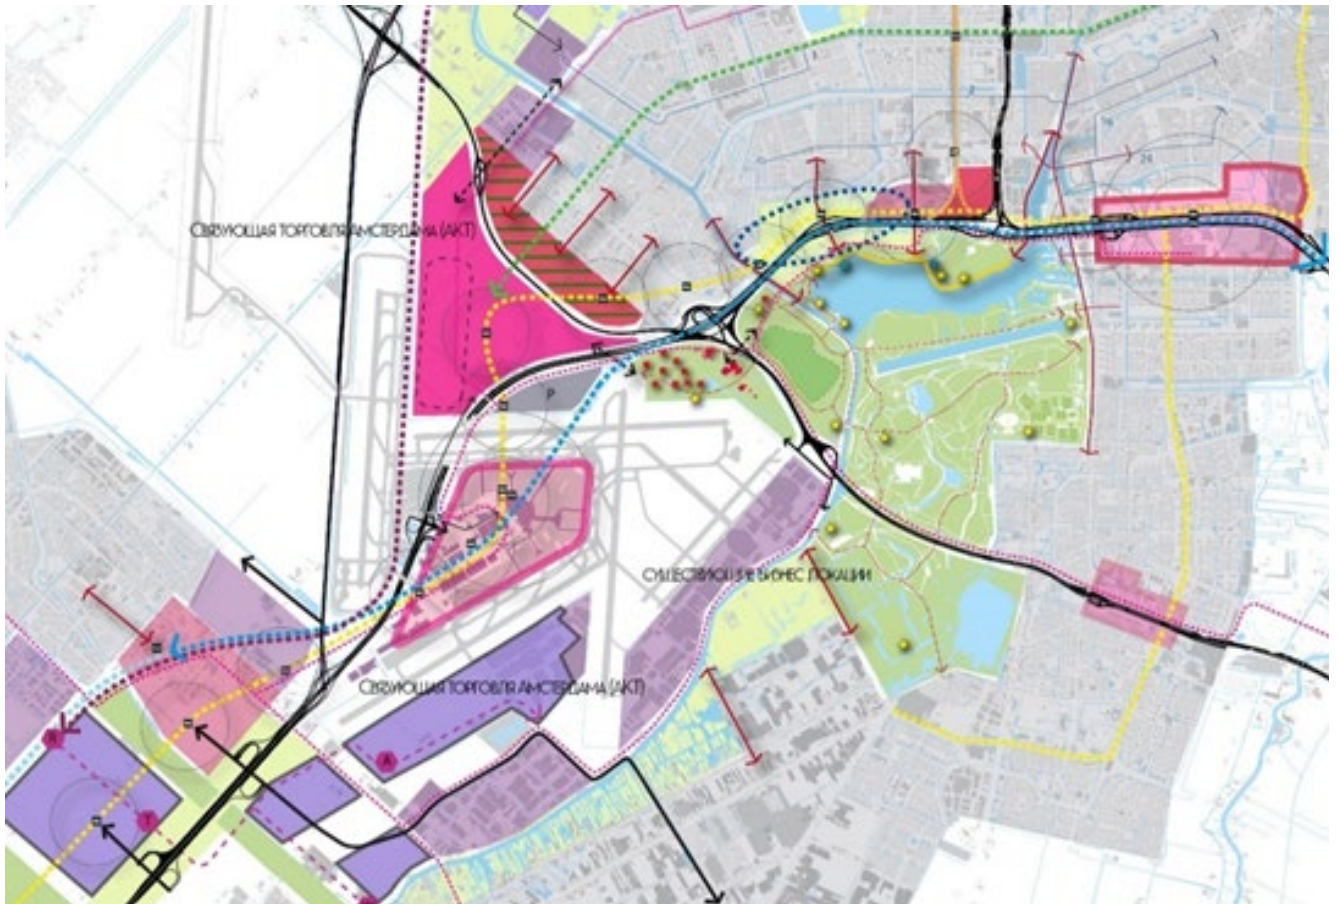 Связующая торговля Амстердама (АКТ)
P
существующие бизнес локации
Связующая торговля Амстердама (АКТ)
A
T